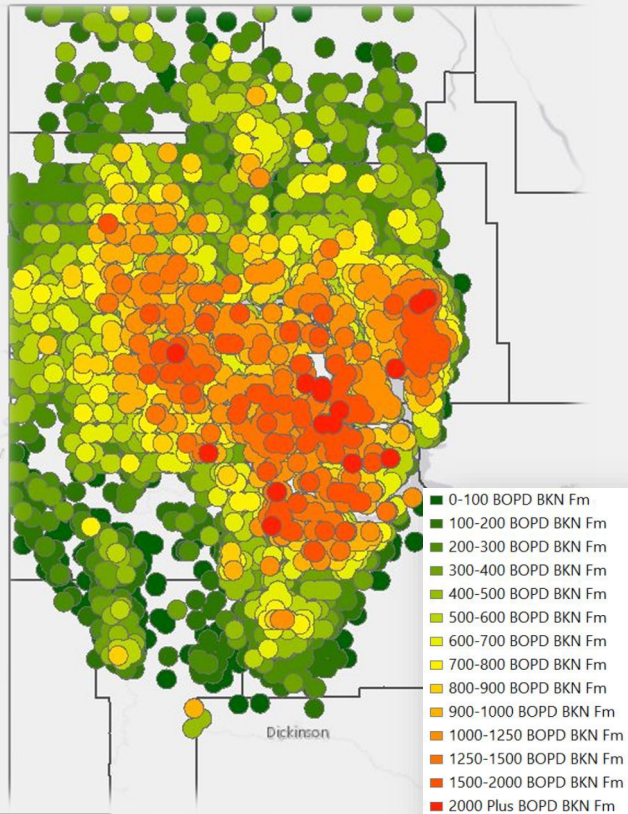 0-100 BOPD BKN Fm
100-200 BOPD BKN Fm
200-300 BOPD BKN Fm
300-400 BOPD BKN Fm
400-500 BOPD BKN Fm
500-600 BOPD BKN Fm
600-700 BOPD BKN Fm
700-800 BOPD BKN Fm
800-900 BOPD BKN Fm
900-1000 BOPD BKN Fm
1000-1250 BOPD BKN Fm
1250-1500 BOPD BKN Fm
1500-2000 BOPD BKN Fm
2000 Plus BOPD BKN Fm
Dickinson